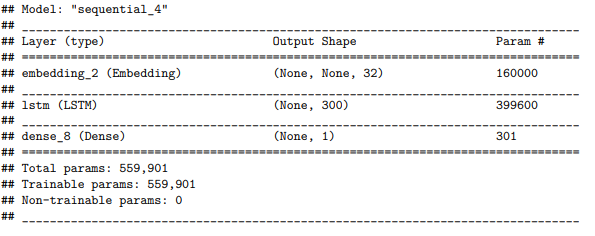 ## Model: "sequential_4"
## ________________________________________________________________________________
## Layer (type)                        Output Shape                    Param #
## ================================================================================
## embedding_2 (Embedding)             (None, None, 32)                160000
## ________________________________________________________________________________
## lstm (LSTM)                         (None, 300)                     399600
## ________________________________________________________________________________
## dense_8 (Dense)                     (None, 1)                       301
## ================================================================================
## Total params: 559,901
## Trainable params: 559,901
## Non-trainable params: 0
## ________________________________________________________________________________